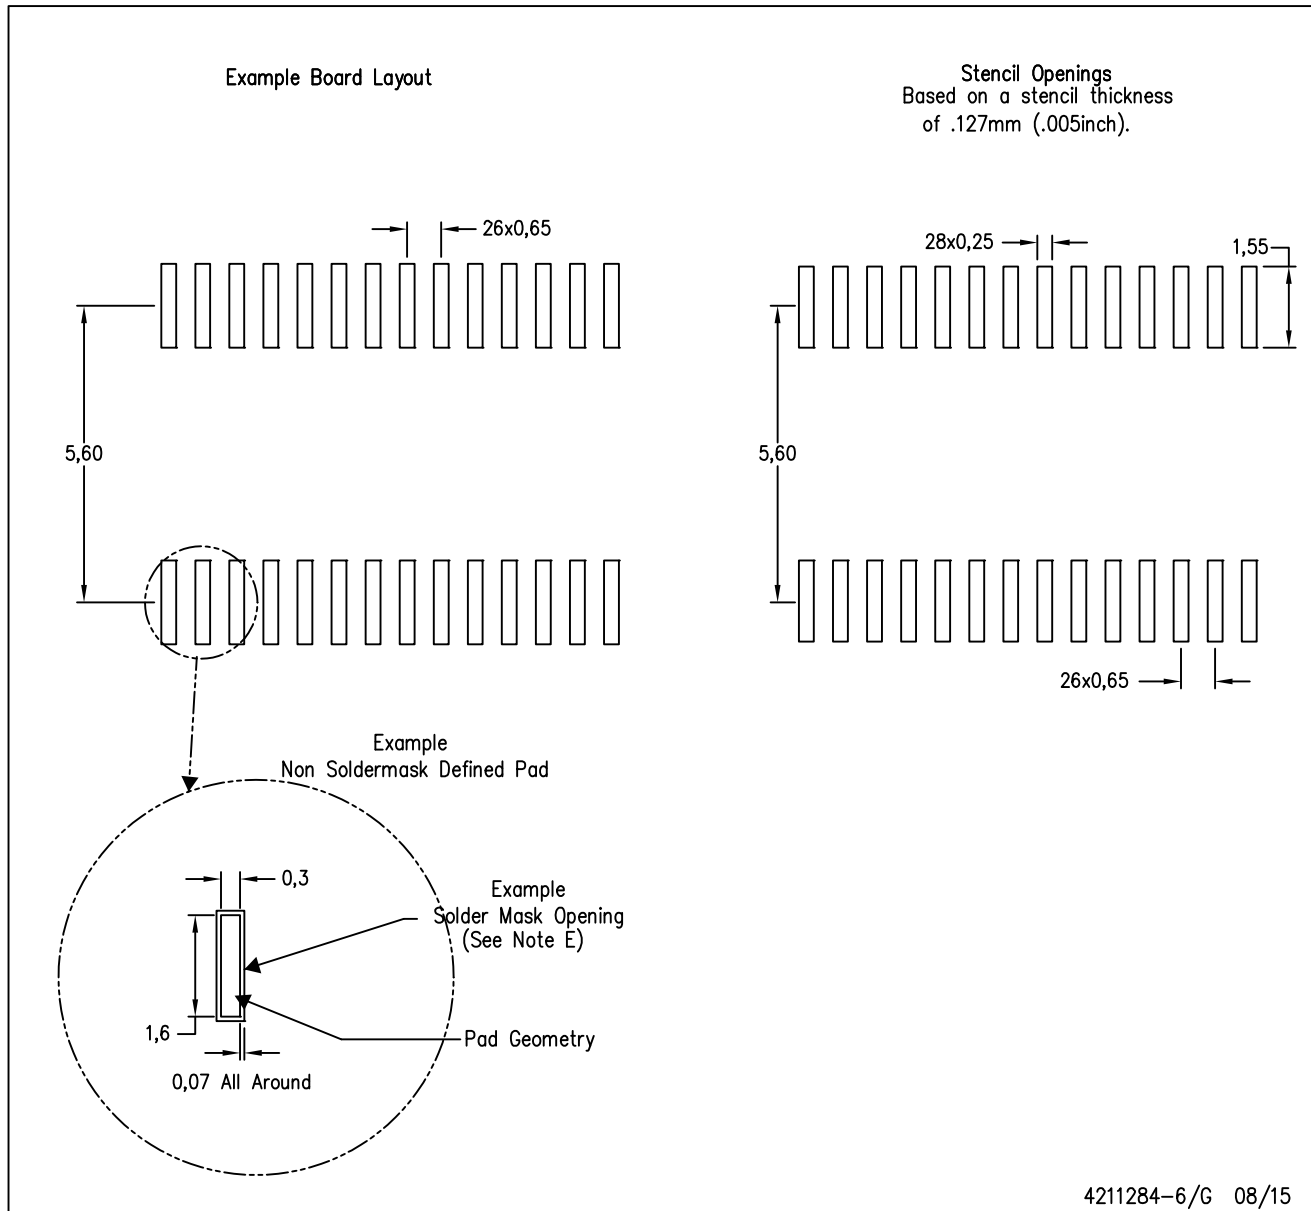 Example Board Layout
Stencil Openings
Based on a stencil thickness
of .127mm (.005inch).
26x0,65
28x0,25
1,55
5,60
5,60
26x0,65
Example
Non Soldermask Defined Pad
0,3
Example
Solder Mask Opening
(See Note E)
1,6
Pad Geometry
0,07 All Around
4211284-6/G 08/15